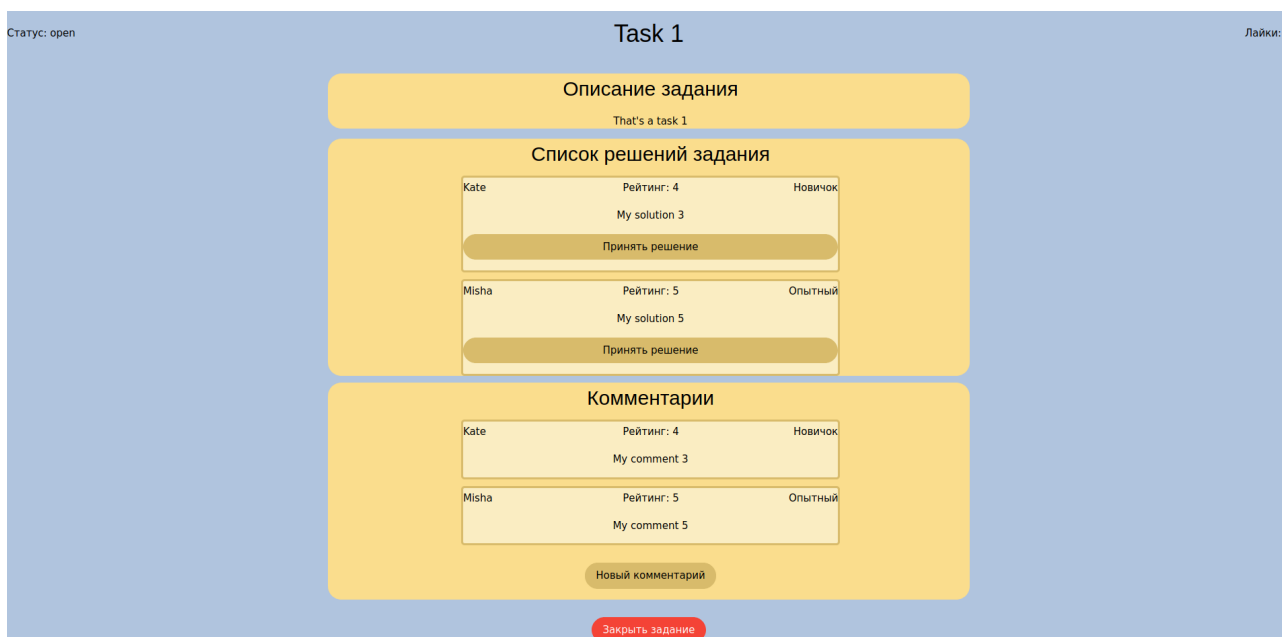 Статус: open Task 1 Лайки:
Описание задания
That's a task 1
Список решений задания
Kate Рейтинг: 4 Новичок
My solution 3
Принять решение
Misha Рейтинг: 5 Опытный
My solution 5
Принять решение
Комментарии
Kate Рейтинг: 4 Новичок
My comment 3
Misha Рейтинг: 5 Опытный
My comment 5
Новый комментарий
Закрыть задание